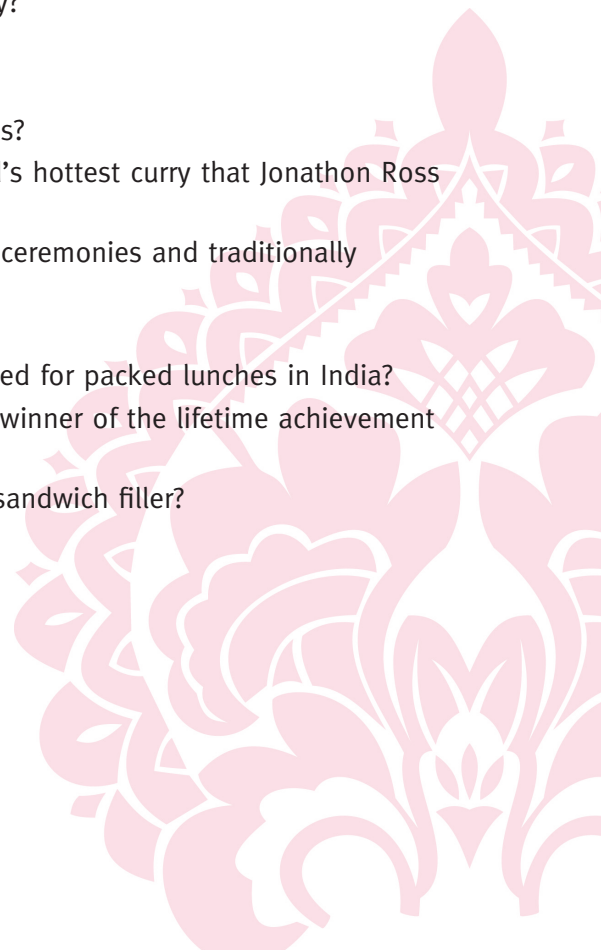 y?
s?
's hottest curry that Jonathon Ross
ceremonies and traditionally
ed for packed lunches in India?
winner of the lifetime achievement
sandwich filler?